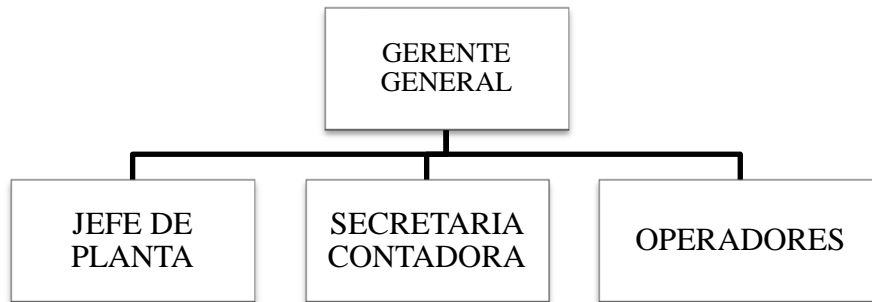 GERENTE
GENERAL
JEFE DE
PLANTA
SECRETARIA
CONTADORA
OPERADORES